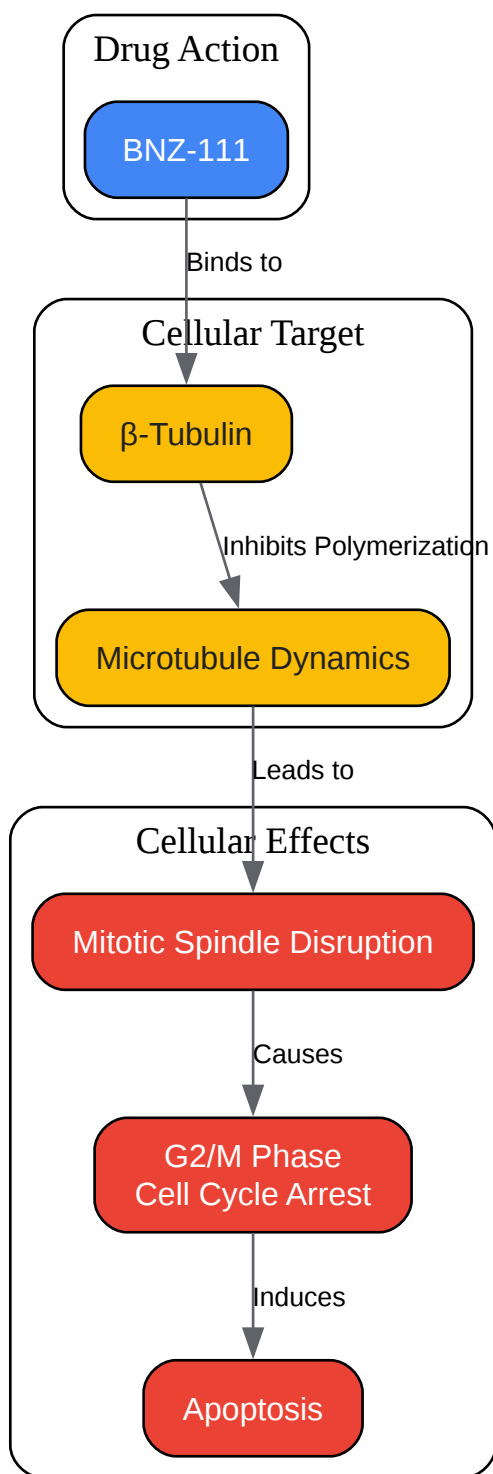 Drug Action
BNZ-111
Binds to
Cellular Target
β-Tubulin
Inhibits Polymerization
Microtubule Dynamics
Leads to
Cellular Effects
Mitotic Spindle Disruption
Causes
G2/M Phase
Cell Cycle Arrest
Induces
Apoptosis